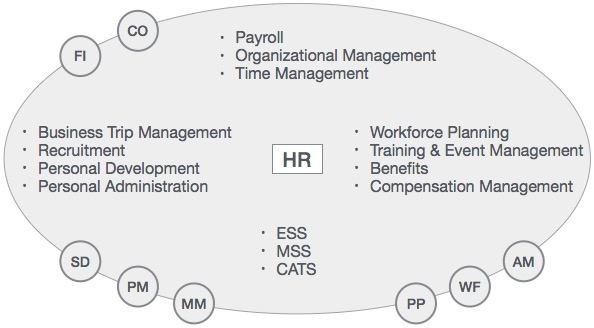 CO
FI
· Payroll
· Organizational Management
· Time Management
· Business Trip Management
· Recruitment
· Personal Development
· Personal Administration
HR
· Workforce Planning
· Training & Event Management
· Benefits
· Compensation Management
· ESS
· MSS
· CATS
SD
PM
MM
PP
WF
AM